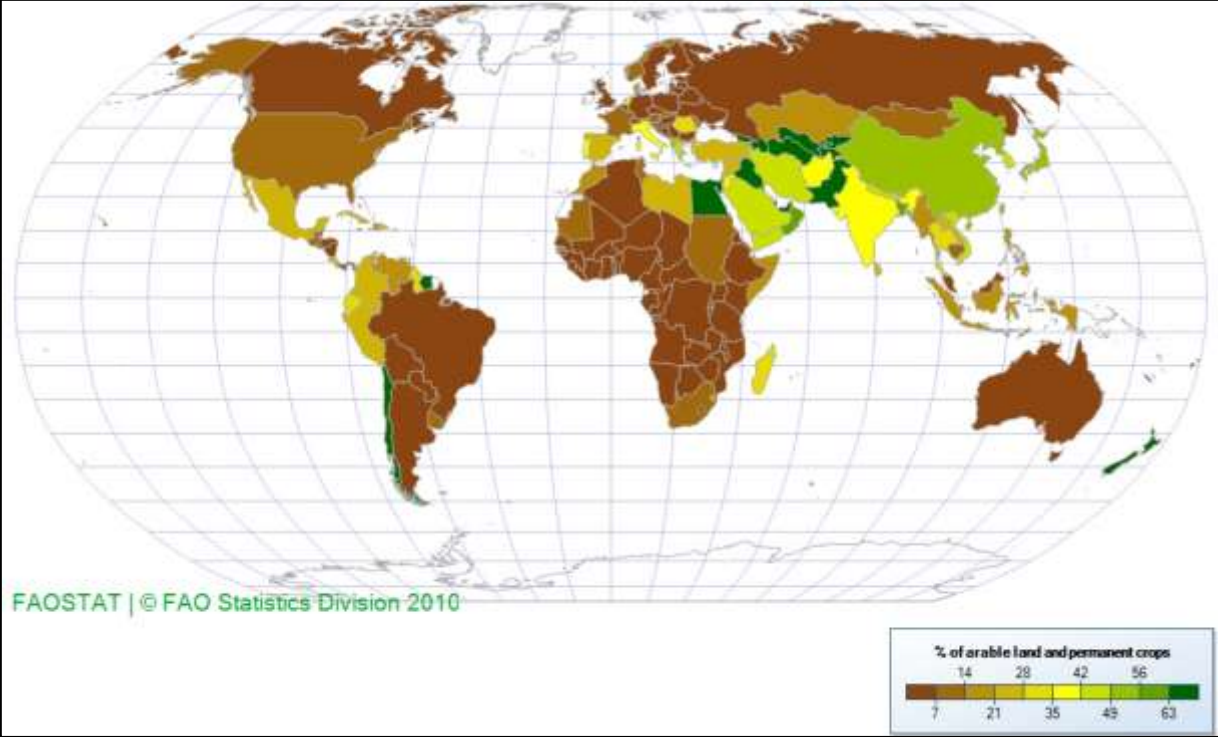 FAOSTAT | © FAO Statistics Division 2010
% of arable land and permanent crops
14 28 42 56
7 21 35 49 63